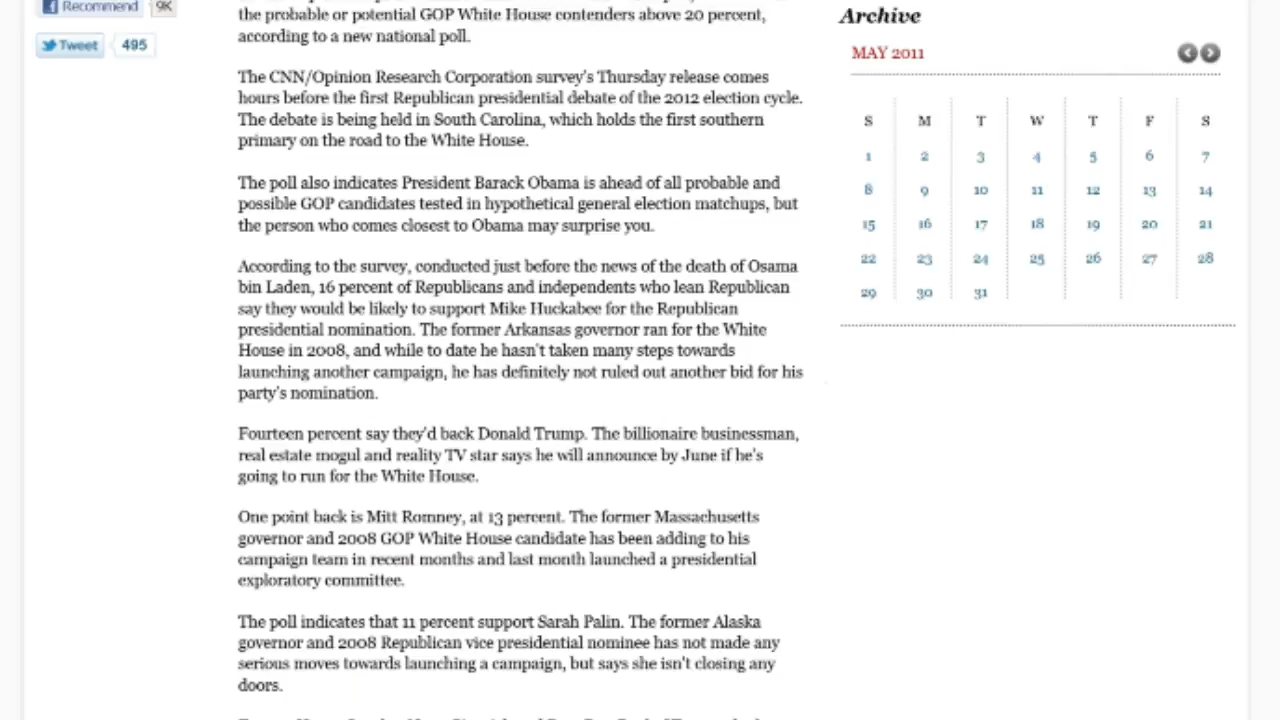 Recommend 9K
Tweet 495
the probable or potential GOP White House contenders above 20 percent,
according to a new national poll.
The CNN/Opinion Research Corporation survey's Thursday release comes
hours before the first Republican presidential debate of the 2012 election cycle.
The debate is being held in South Carolina, which holds the first southern
primary on the road to the White House.
The poll also indicates President Barack Obama is ahead of all probable and
possible GOP candidates tested in hypothetical general election matchups, but
the person who comes closest to Obama may surprise you.
According to the survey, conducted just before the news of the death of Osama
bin Laden, 16 percent of Republicans and independents who lean Republican
say they would be likely to support Mike Huckabee for the Republican
presidential nomination. The former Arkansas governor ran for the White
House in 2008, and while to date he hasn't taken many steps towards
launching another campaign, he has definitely not ruled out another bid for his
party's nomination.
Fourteen percent say they'd back Donald Trump. The billionaire businessman,
real estate mogul and reality TV star says he will announce by June if he's
going to run for the White House.
One point back is Mitt Romney, at 13 percent. The former Massachusetts
governor and 2008 GOP White House candidate has been adding to his
campaign team in recent months and last month launched a presidential
exploratory committee.
The poll indicates that 11 percent support Sarah Palin. The former Alaska
governor and 2008 Republican vice presidential nominee has not made any
serious moves towards launching a campaign, but says she isn't closing any
doors.
Archive
MAY 2011
S M T W T F S
1 2 3 4 5 6 7
8 9 10 11 12 13 14
15 16 17 18 19 20 21
22 23 24 25 26 27 28
29 30 31